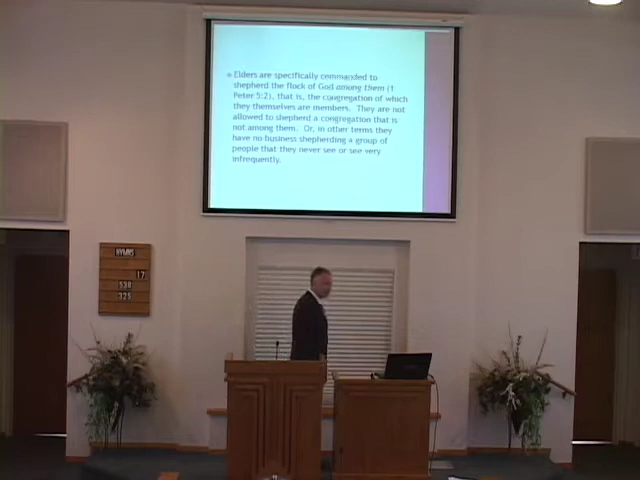 Elders are specifically commanded to
shepherd the flock of God among them (1
Peter 5:2), that is, the congregation of which
they themselves are members. They are not
allowed to shepherd a congregation that is
not among them. Or, in other terms they
have no business shepherding a group of
people that they never see or see very
infrequently.
HYMNS
17
538
325